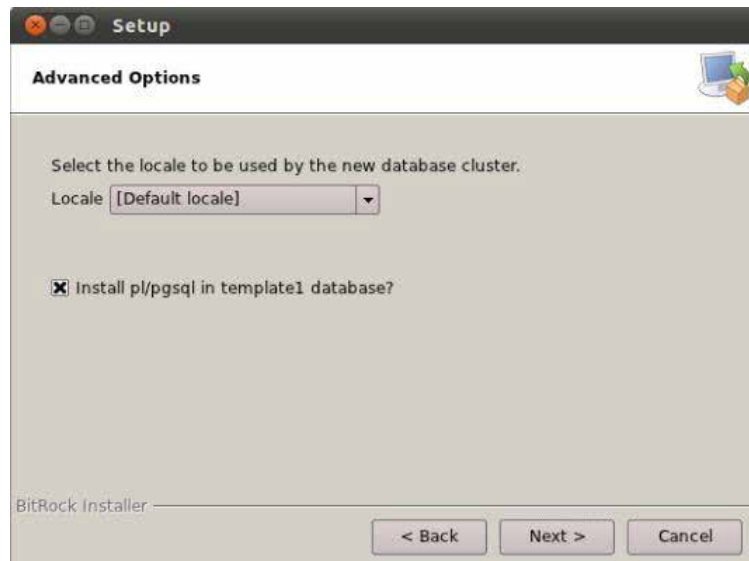 Setup
Advanced Options
Select the locale to be used by the new database cluster.
Locale [Default locale]
Install pl/pgsql in template1 database?
BitRock Installer
< Back Next > Cancel